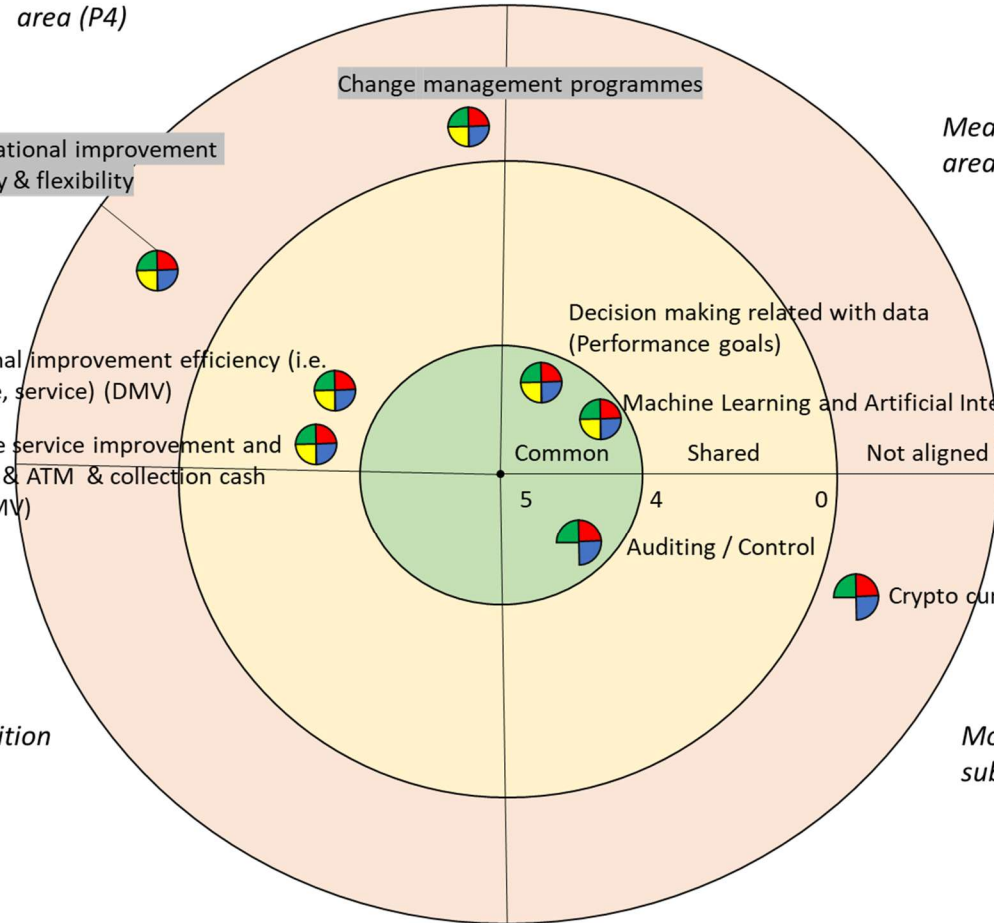 area (P4)
Change management programmes
Mea
area
ational improvement
y & flexibility
Decision making related with data
(Performance goals)
nal improvement efficiency (i.e.
e, service) (DMV)
Machine Learning and Artificial Inte
e service improvement and
& ATM & collection cash
MV)
Common
Shared
Not aligned
5
4
0
Auditing / Control
Crypto cur
ition
Mo
sub